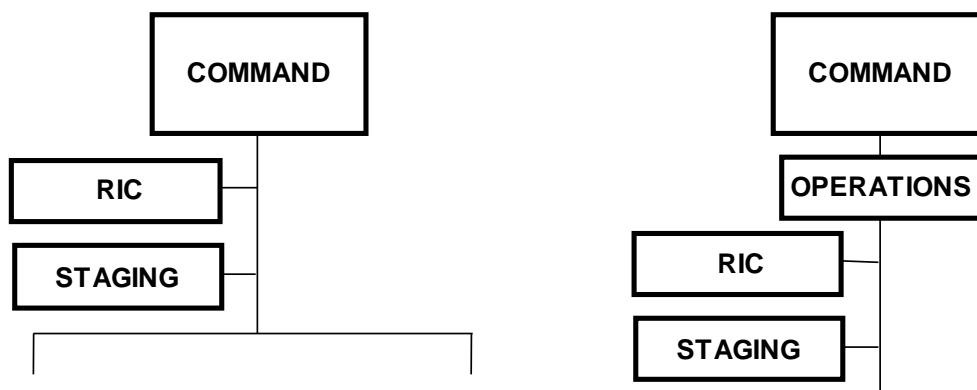 COMMAND
RIC
STAGING
COMMAND
OPERATIONS
RIC
STAGING